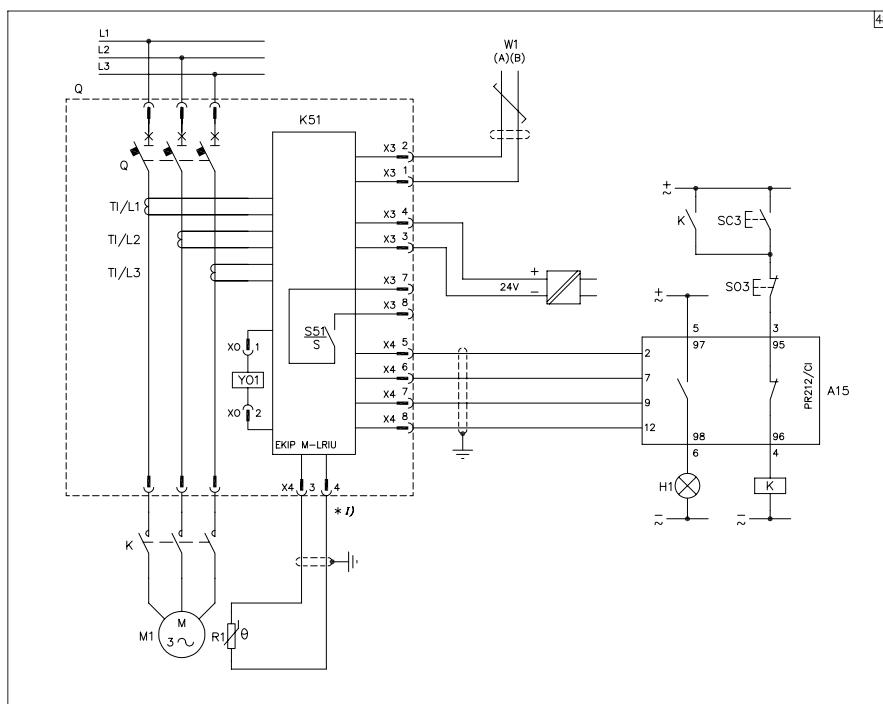 4
L1
L2
L3
Q
K51
W1
(A)(B)
X3 2
X3 1
Q
TI/L1
TI/L2
TI/L3
X3 4
X3 3
+
24V
−
X3 7
X3 8
S51
S
X0 1
Y01
X0 2
X4 5
X4 6
X4 7
X4 8
EKIP M-LRIU
X4 3 4
* I)
K
M1
M
3 ∼
R1 θ
+
∼
K
SC3
SO3
+
∼
5 3
97 95
2
7
9
12
PR212/CI
A15
98 96
6 4
H1
K
−
∼
−
∼